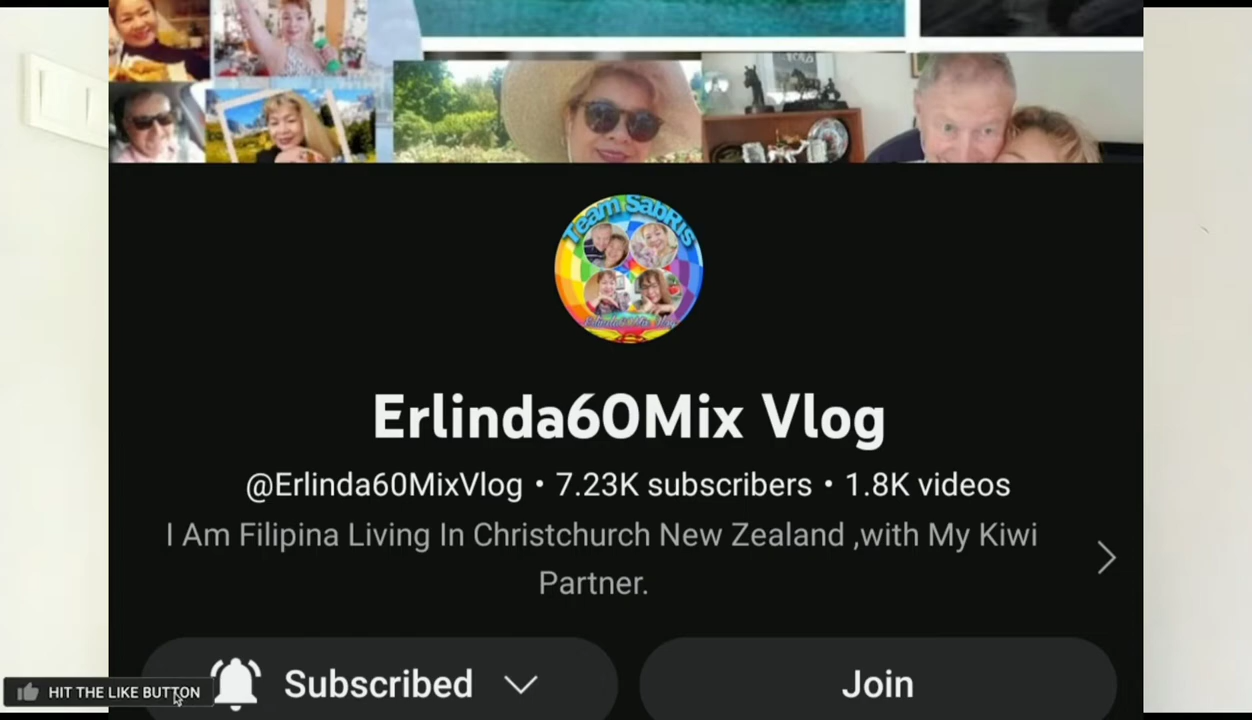 Team SabRis
Erlinda60Mix Vlog
@Erlinda60MixVlog • 7.23K subscribers • 1.8K videos
I Am Filipina Living In Christchurch New Zealand ,with My Kiwi
Partner.
Subscribed
Join
HIT THE LIKE BUTTON